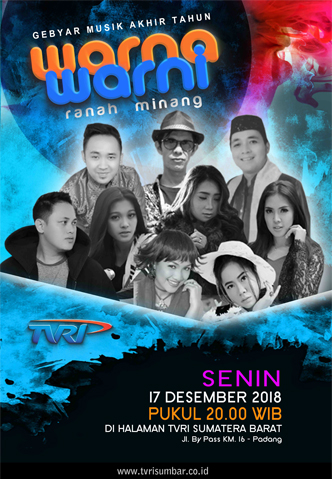 GEBYAR MUSIK AKHIR TAHUN
warna
warni
ranah minang
TVRI
SENIN
17 DESEMBER 2018
PUKUL 20.00 WIB
DI HALAMAN TVRI SUMATERA BARAT
Jl. By Pass KM. 16 - Padang
www.tvrisumbar.co.id